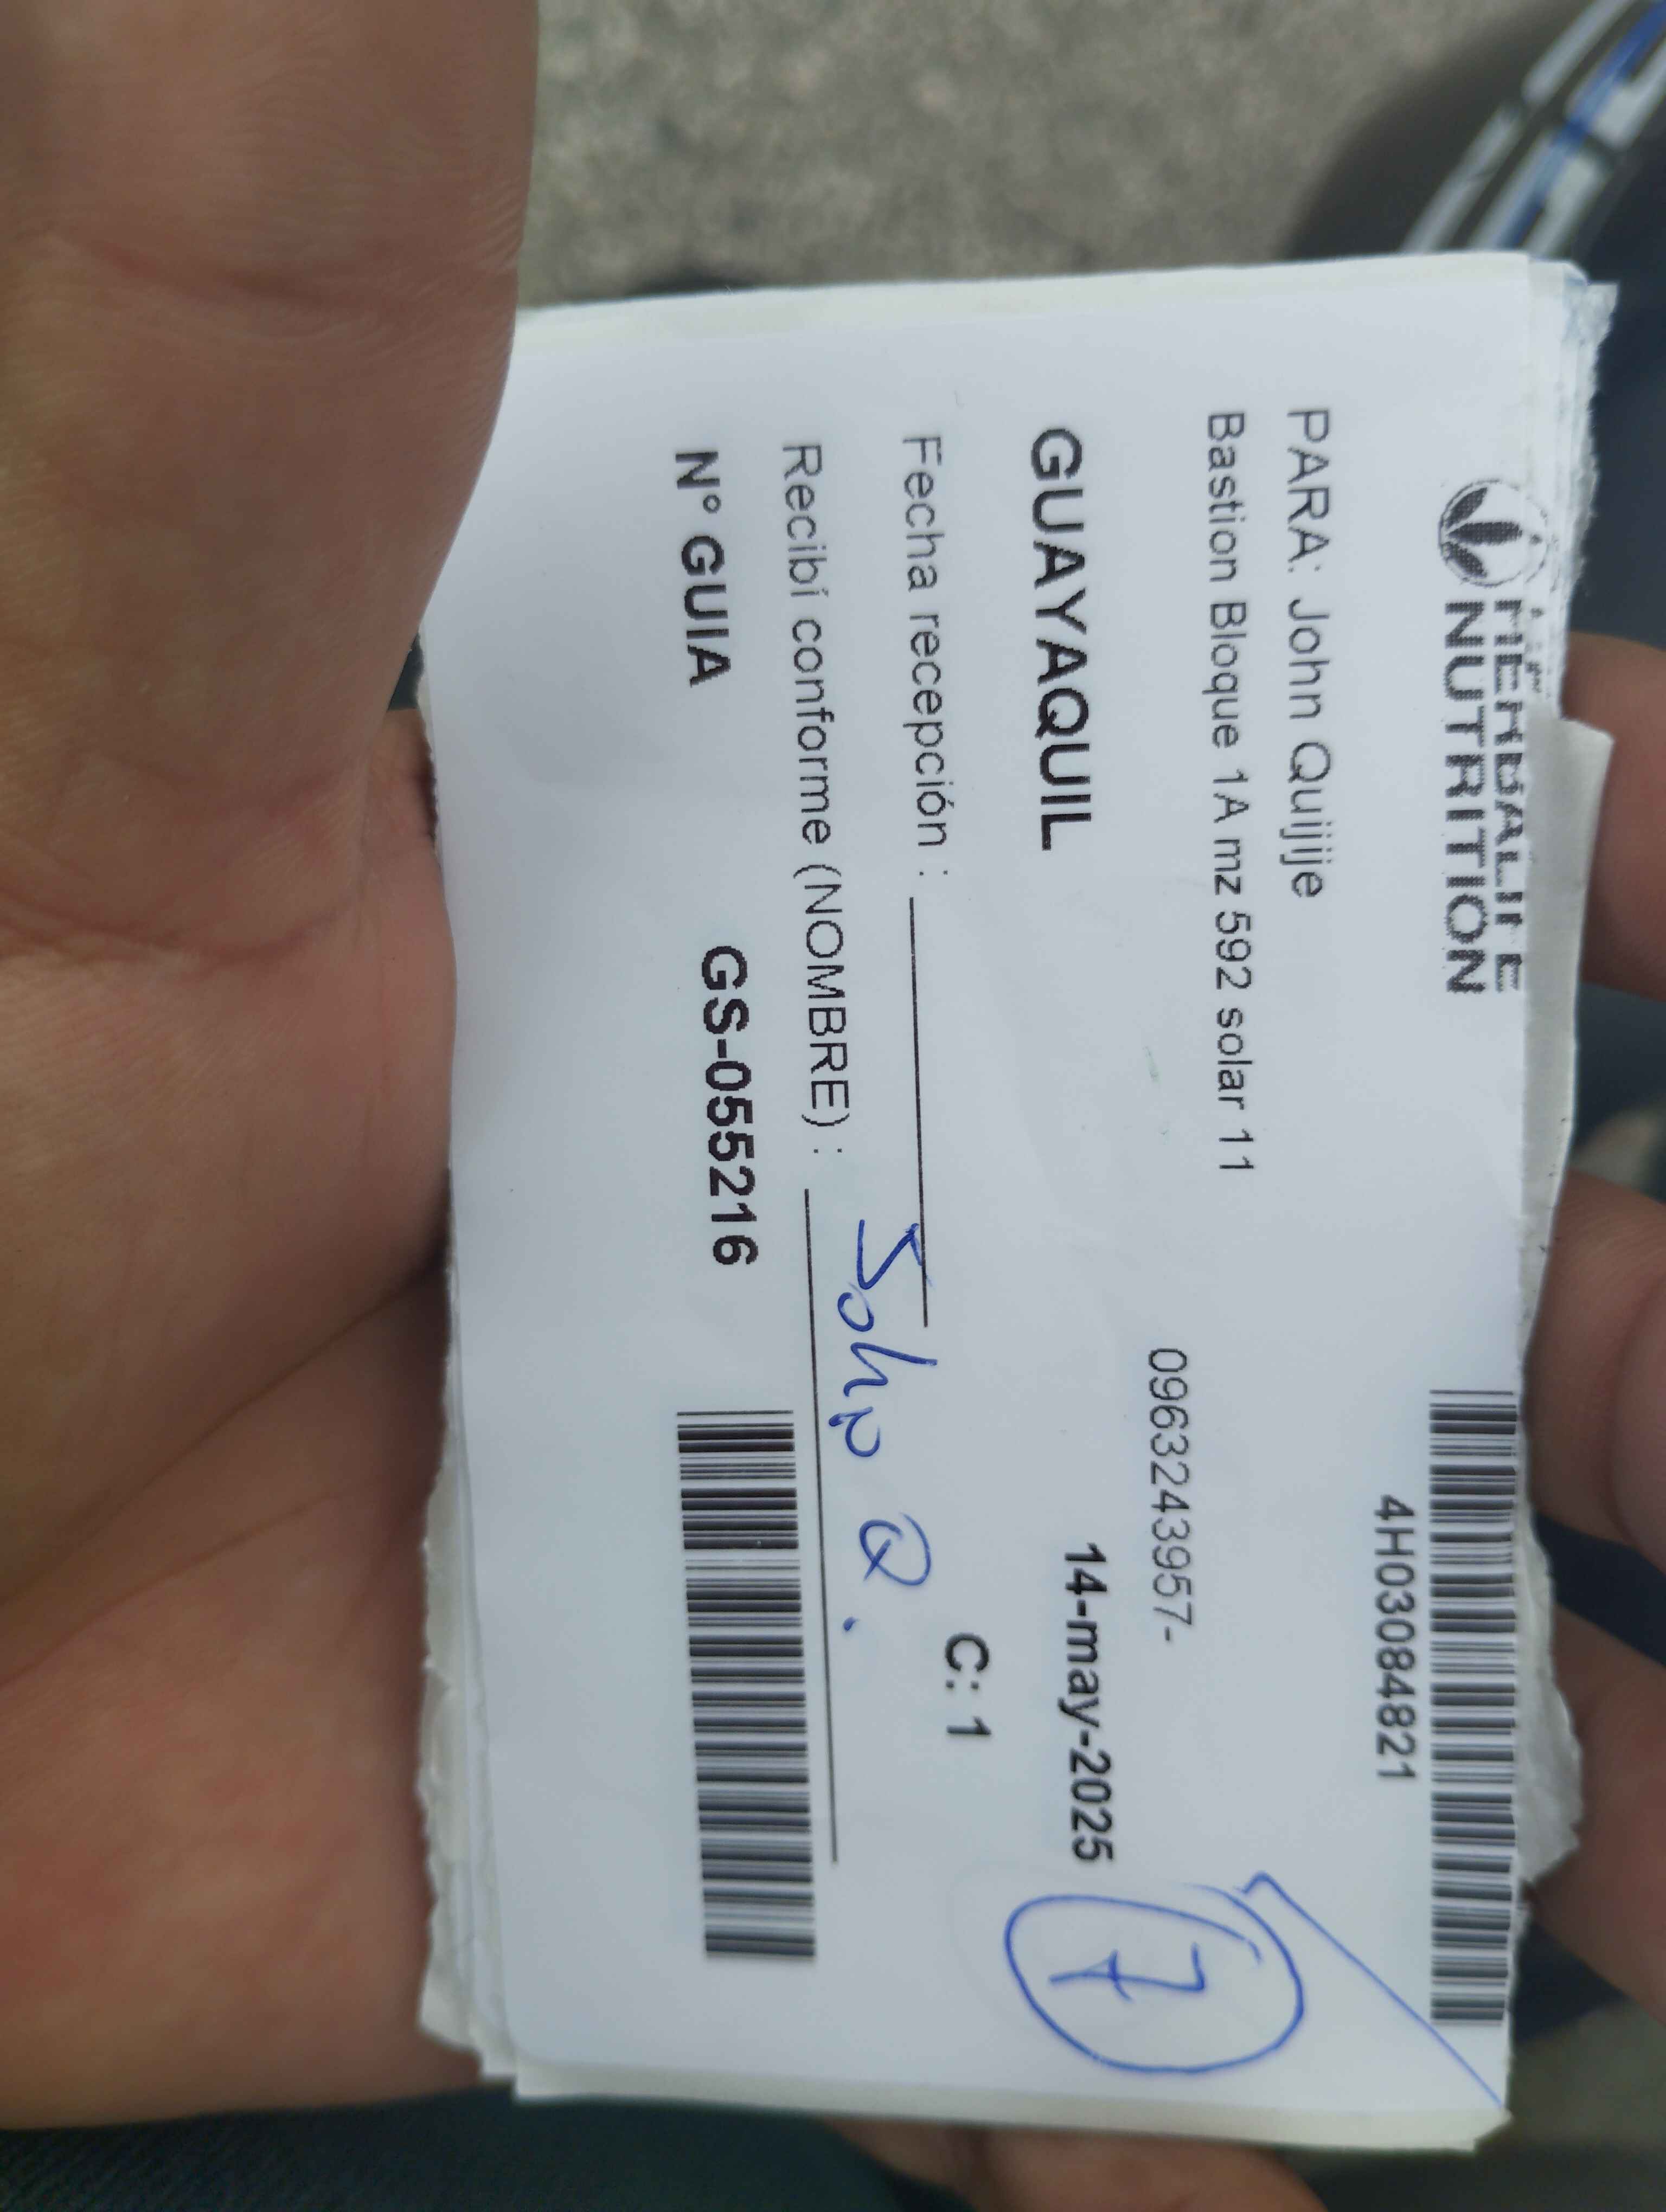 HERBALIFE
NUTRITION
4H03084821
PARA: John Quijije
Bastion Bloque 1A mz 592 solar 11
0963243957-
GUAYAQUIL
14-may-2025
7
C: 1
Fecha recepción :
Recibí conforme (NOMBRE) : John Q.
N° GUIA GS-055216